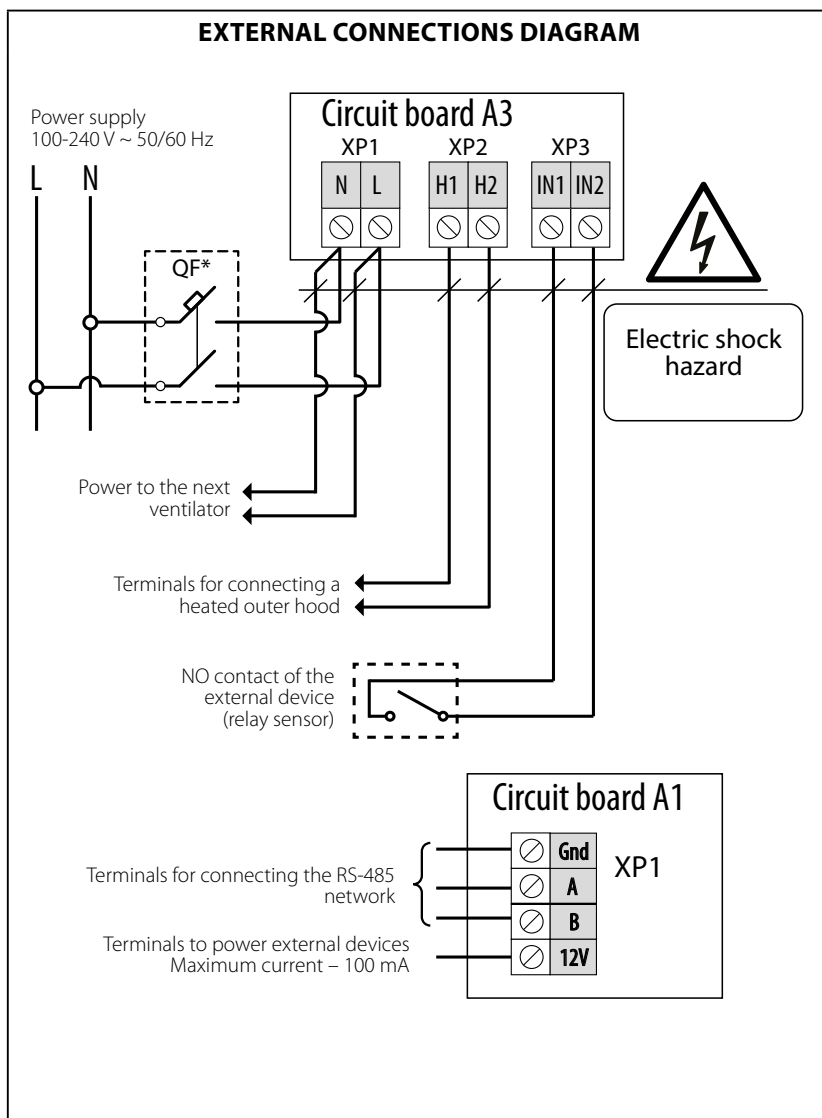 EXTERNAL CONNECTIONS DIAGRAM
Power supply
100-240 V ~ 50/60 Hz
L N
QF*
Circuit board A3
XP1 XP2 XP3
N L H1 H2 IN1 IN2
Electric shock
hazard
Power to the next
ventilator
Terminals for connecting a
heated outer hood
NO contact of the
external device
(relay sensor)
Circuit board A1
XP1
Gnd
A
B
12V
Terminals for connecting the RS-485
network
Terminals to power external devices
Maximum current – 100 mA